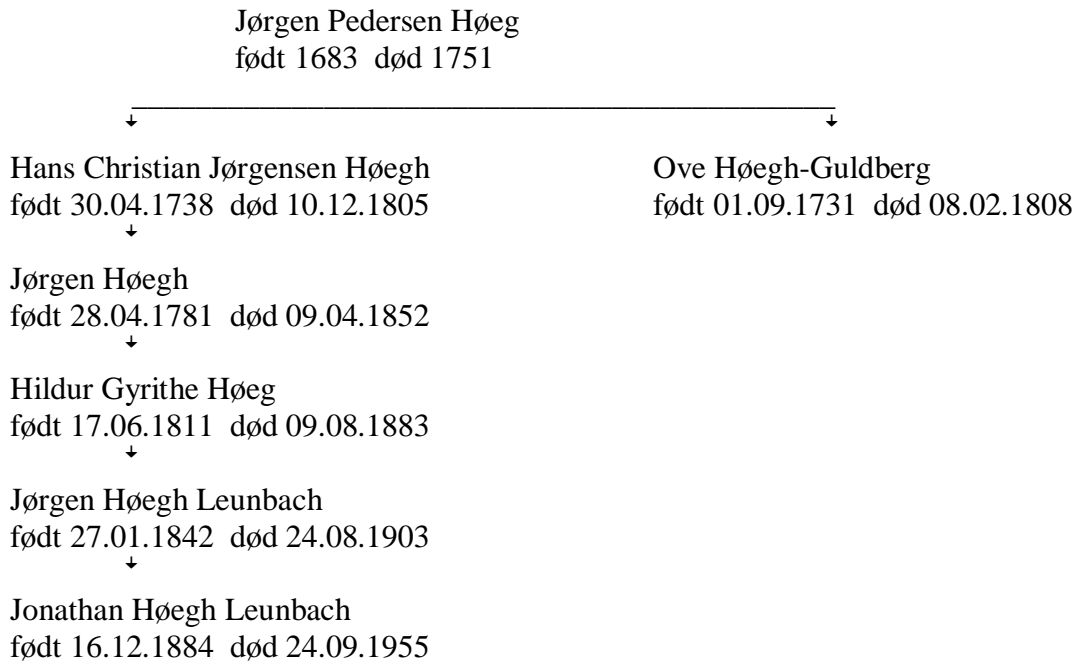 Jørgen Pedersen Høeg
født 1683 død 1751
Hans Christian Jørgensen Høegh
født 30.04.1738 død 10.12.1805
Ove Høegh-Guldberg
født 01.09.1731 død 08.02.1808
Jørgen Høegh
født 28.04.1781 død 09.04.1852
Hildur Gyrithe Høeg
født 17.06.1811 død 09.08.1883
Jørgen Høegh Leunbach
født 27.01.1842 død 24.08.1903
Jonathan Høegh Leunbach
født 16.12.1884 død 24.09.1955